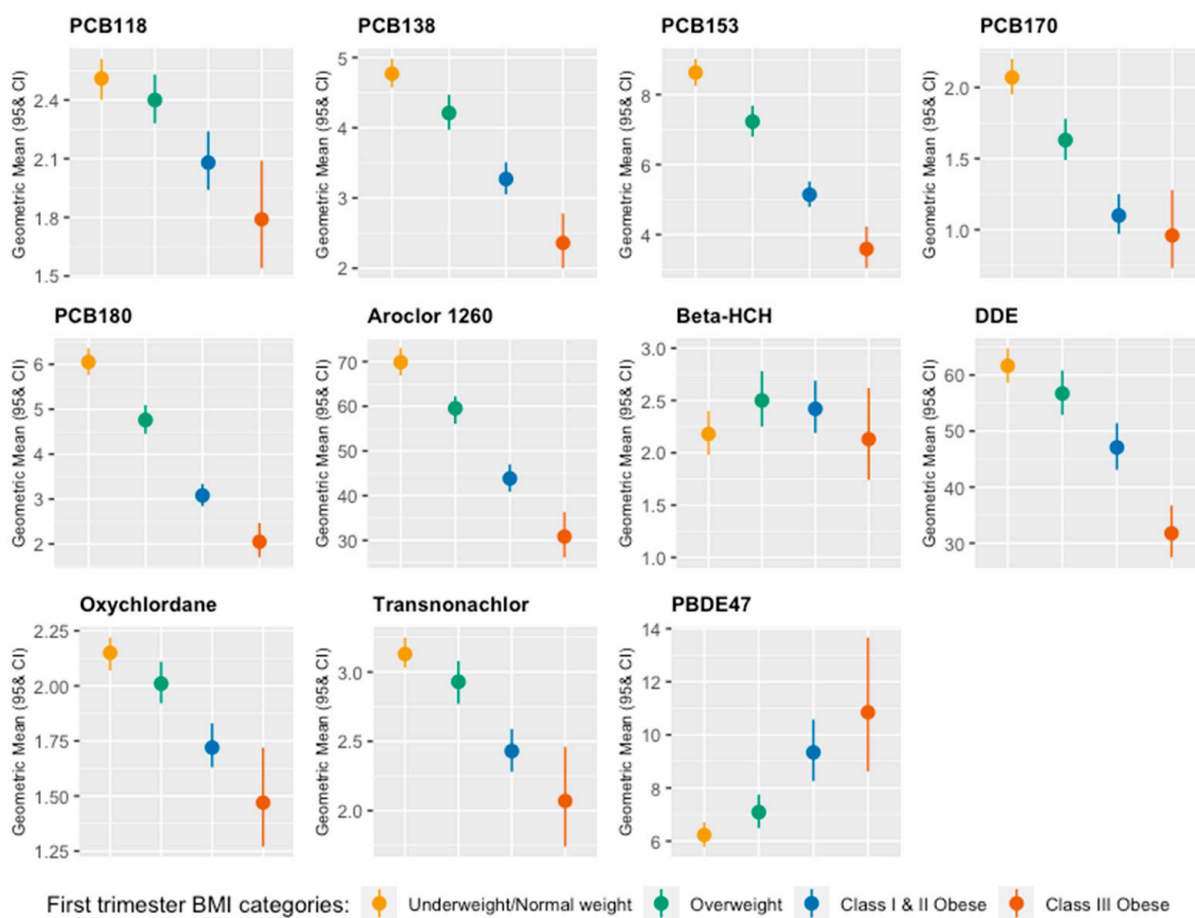 PCB118
PCB138
PCB153
PCB170
Geometric Mean (95& CI)
2.4
2.1
1.8
1.5
Geometric Mean (95& CI)
5
4
3
2
Geometric Mean (95& CI)
8
6
4
Geometric Mean (95& CI)
2.0
1.5
1.0
PCB180
Aroclor 1260
Beta-HCH
DDE
Geometric Mean (95& CI)
6
5
4
3
2
Geometric Mean (95& CI)
70
60
50
40
30
Geometric Mean (95& CI)
3.0
2.5
2.0
1.5
1.0
Geometric Mean (95& CI)
60
50
40
30
Oxychlordane
Transnonachlor
PBDE47
Geometric Mean (95& CI)
2.25
2.00
1.75
1.50
1.25
Geometric Mean (95& CI)
3.0
2.5
2.0
Geometric Mean (95& CI)
14
12
10
8
6
First trimester BMI categories: Underweight/Normal weight Overweight Class I & II Obese Class III Obese